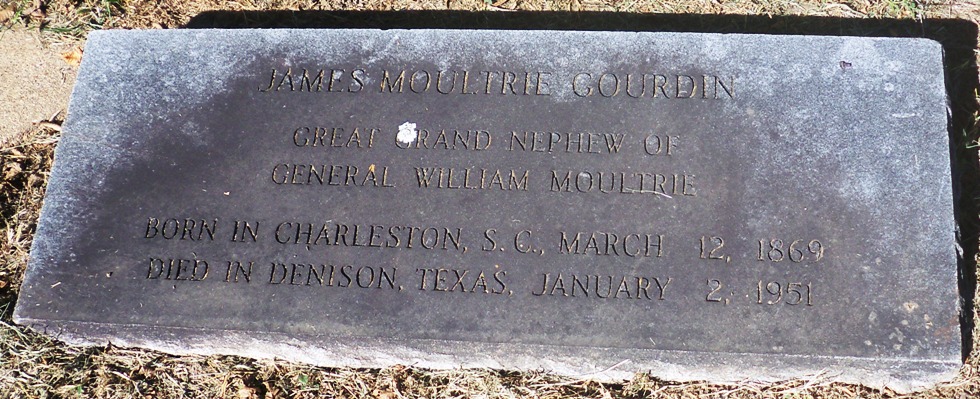 JAMES MOULTRIE GOURDIN
GREAT GRAND NEPHEW OF
GENERAL WILLIAM MOULTRIE
BORN IN CHARLESTON, S. C., MARCH 12, 1869
DIED IN DENISON, TEXAS, JANUARY 2, 1951